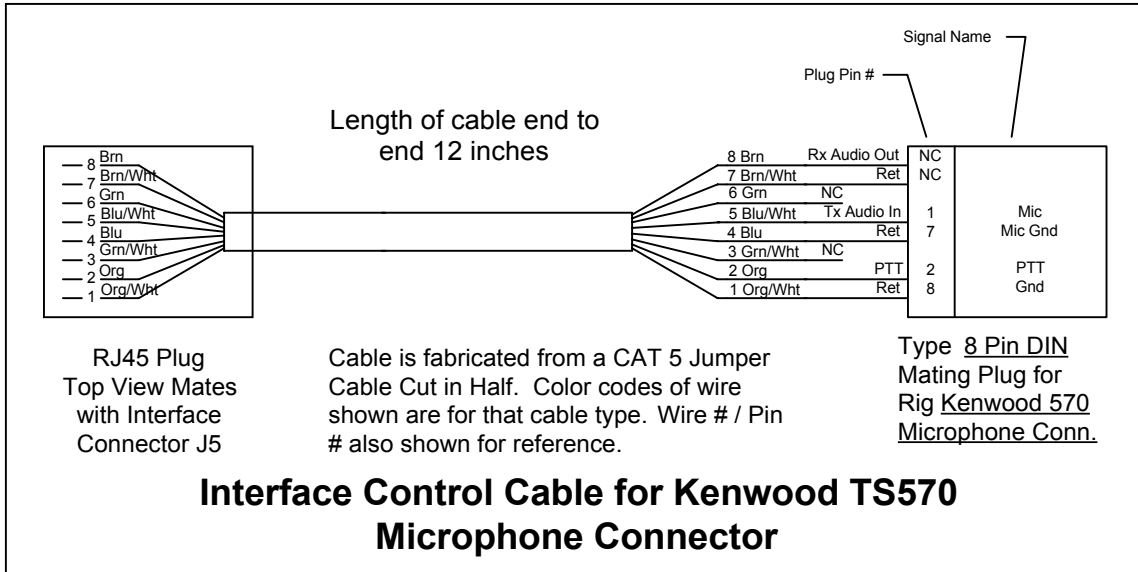 Signal Name
Plug Pin #
Length of cable end to
end 12 inches
8 Brn
7 Brn/Wht
6 Grn
5 Blu/Wht
4 Blu
3 Grn/Wht
2 Org
1 Org/Wht
8 Brn Rx Audio Out NC
7 Brn/Wht Ret NC
6 Grn NC
5 Blu/Wht Tx Audio In 1 Mic
4 Blu Ret 7 Mic Gnd
3 Grn/Wht NC
2 Org PTT 2 PTT
1 Org/Wht Ret 8 Gnd
RJ45 Plug
Top View Mates
with Interface
Connector J5
Cable is fabricated from a CAT 5 Jumper
Cable Cut in Half. Color codes of wire
shown are for that cable type. Wire # / Pin
# also shown for reference.
Type 8 Pin DIN
Mating Plug for
Rig Kenwood 570
Microphone Conn.
Interface Control Cable for Kenwood TS570
Microphone Connector